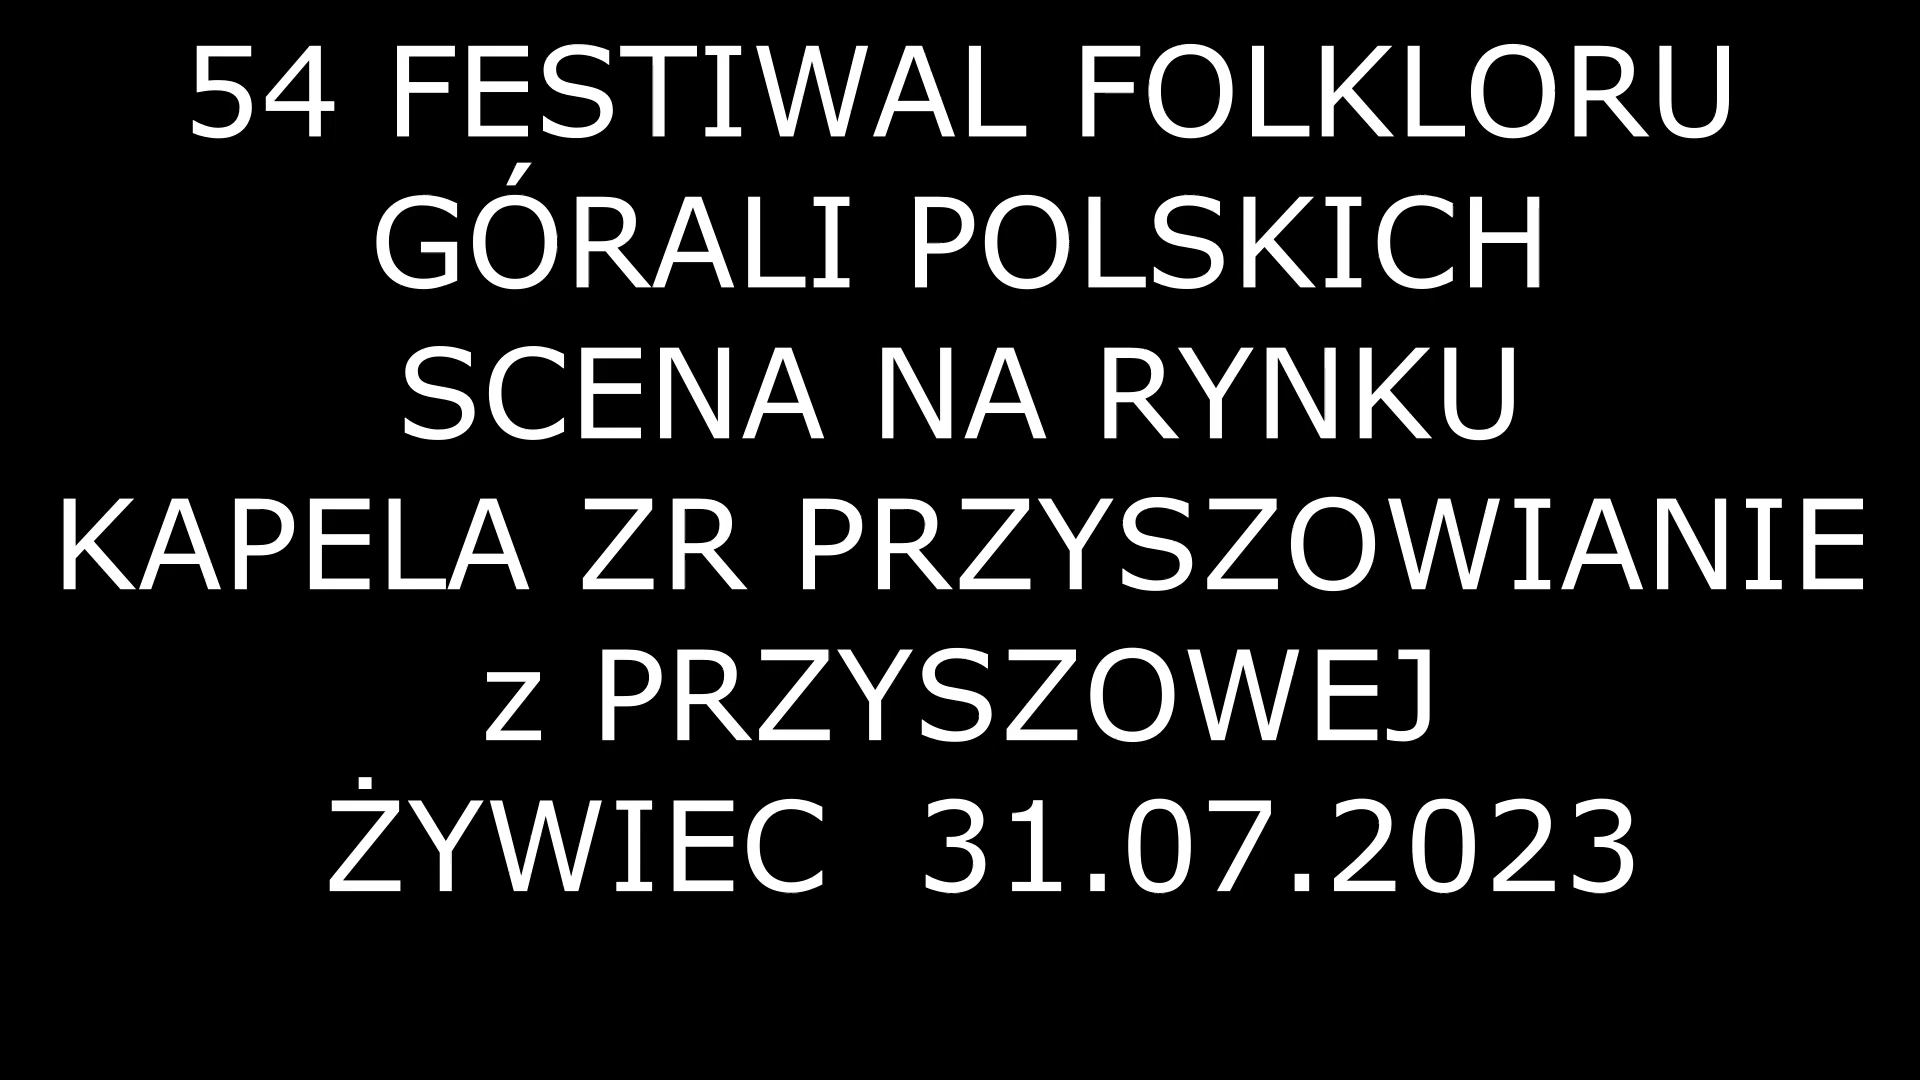 54 FESTIWAL FOLKLORU
GÓRALI POLSKICH
SCENA NA RYNKU
KAPELA ZR PRZYSZOWIANIE
z PRZYSZOWEJ
ŻYWIEC  31.07.2023